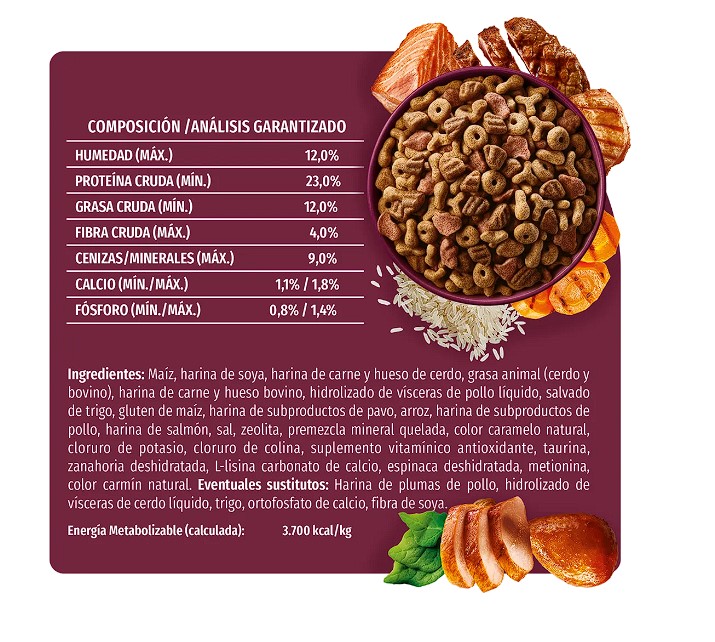 COMPOSICIÓN /ANÁLISIS GARANTIZADO
HUMEDAD (MÁX.) 12,0%
PROTEÍNA CRUDA (MÍN.) 23,0%
GRASA CRUDA (MÍN.) 12,0%
FIBRA CRUDA (MÁX.) 4,0%
CENIZAS/MINERALES (MÁX.) 9,0%
CALCIO (MÍN./MÁX.) 1,1% / 1,8%
FÓSFORO (MÍN./MÁX.) 0,8% / 1,4%
Ingredientes: Maíz, harina de soya, harina de carne y hueso de cerdo, grasa animal (cerdo y
bovino), harina de carne y hueso bovino, hidrolizado de vísceras de pollo líquido, salvado
de trigo, gluten de maíz, harina de subproductos de pavo, arroz, harina de subproductos de
pollo, harina de salmón, sal, zeolita, premezcla mineral quelada, color caramelo natural,
cloruro de potasio, cloruro de colina, suplemento vitamínico antioxidante, taurina,
zanahoria deshidratada, L-lisina carbonato de calcio, espinaca deshidratada, metionina,
color carmín natural. Eventuales sustitutos: Harina de plumas de pollo, hidrolizado de
vísceras de cerdo líquido, trigo, ortofosfato de calcio, fibra de soya.
Energía Metabolizable (calculada): 3.700 kcal/kg